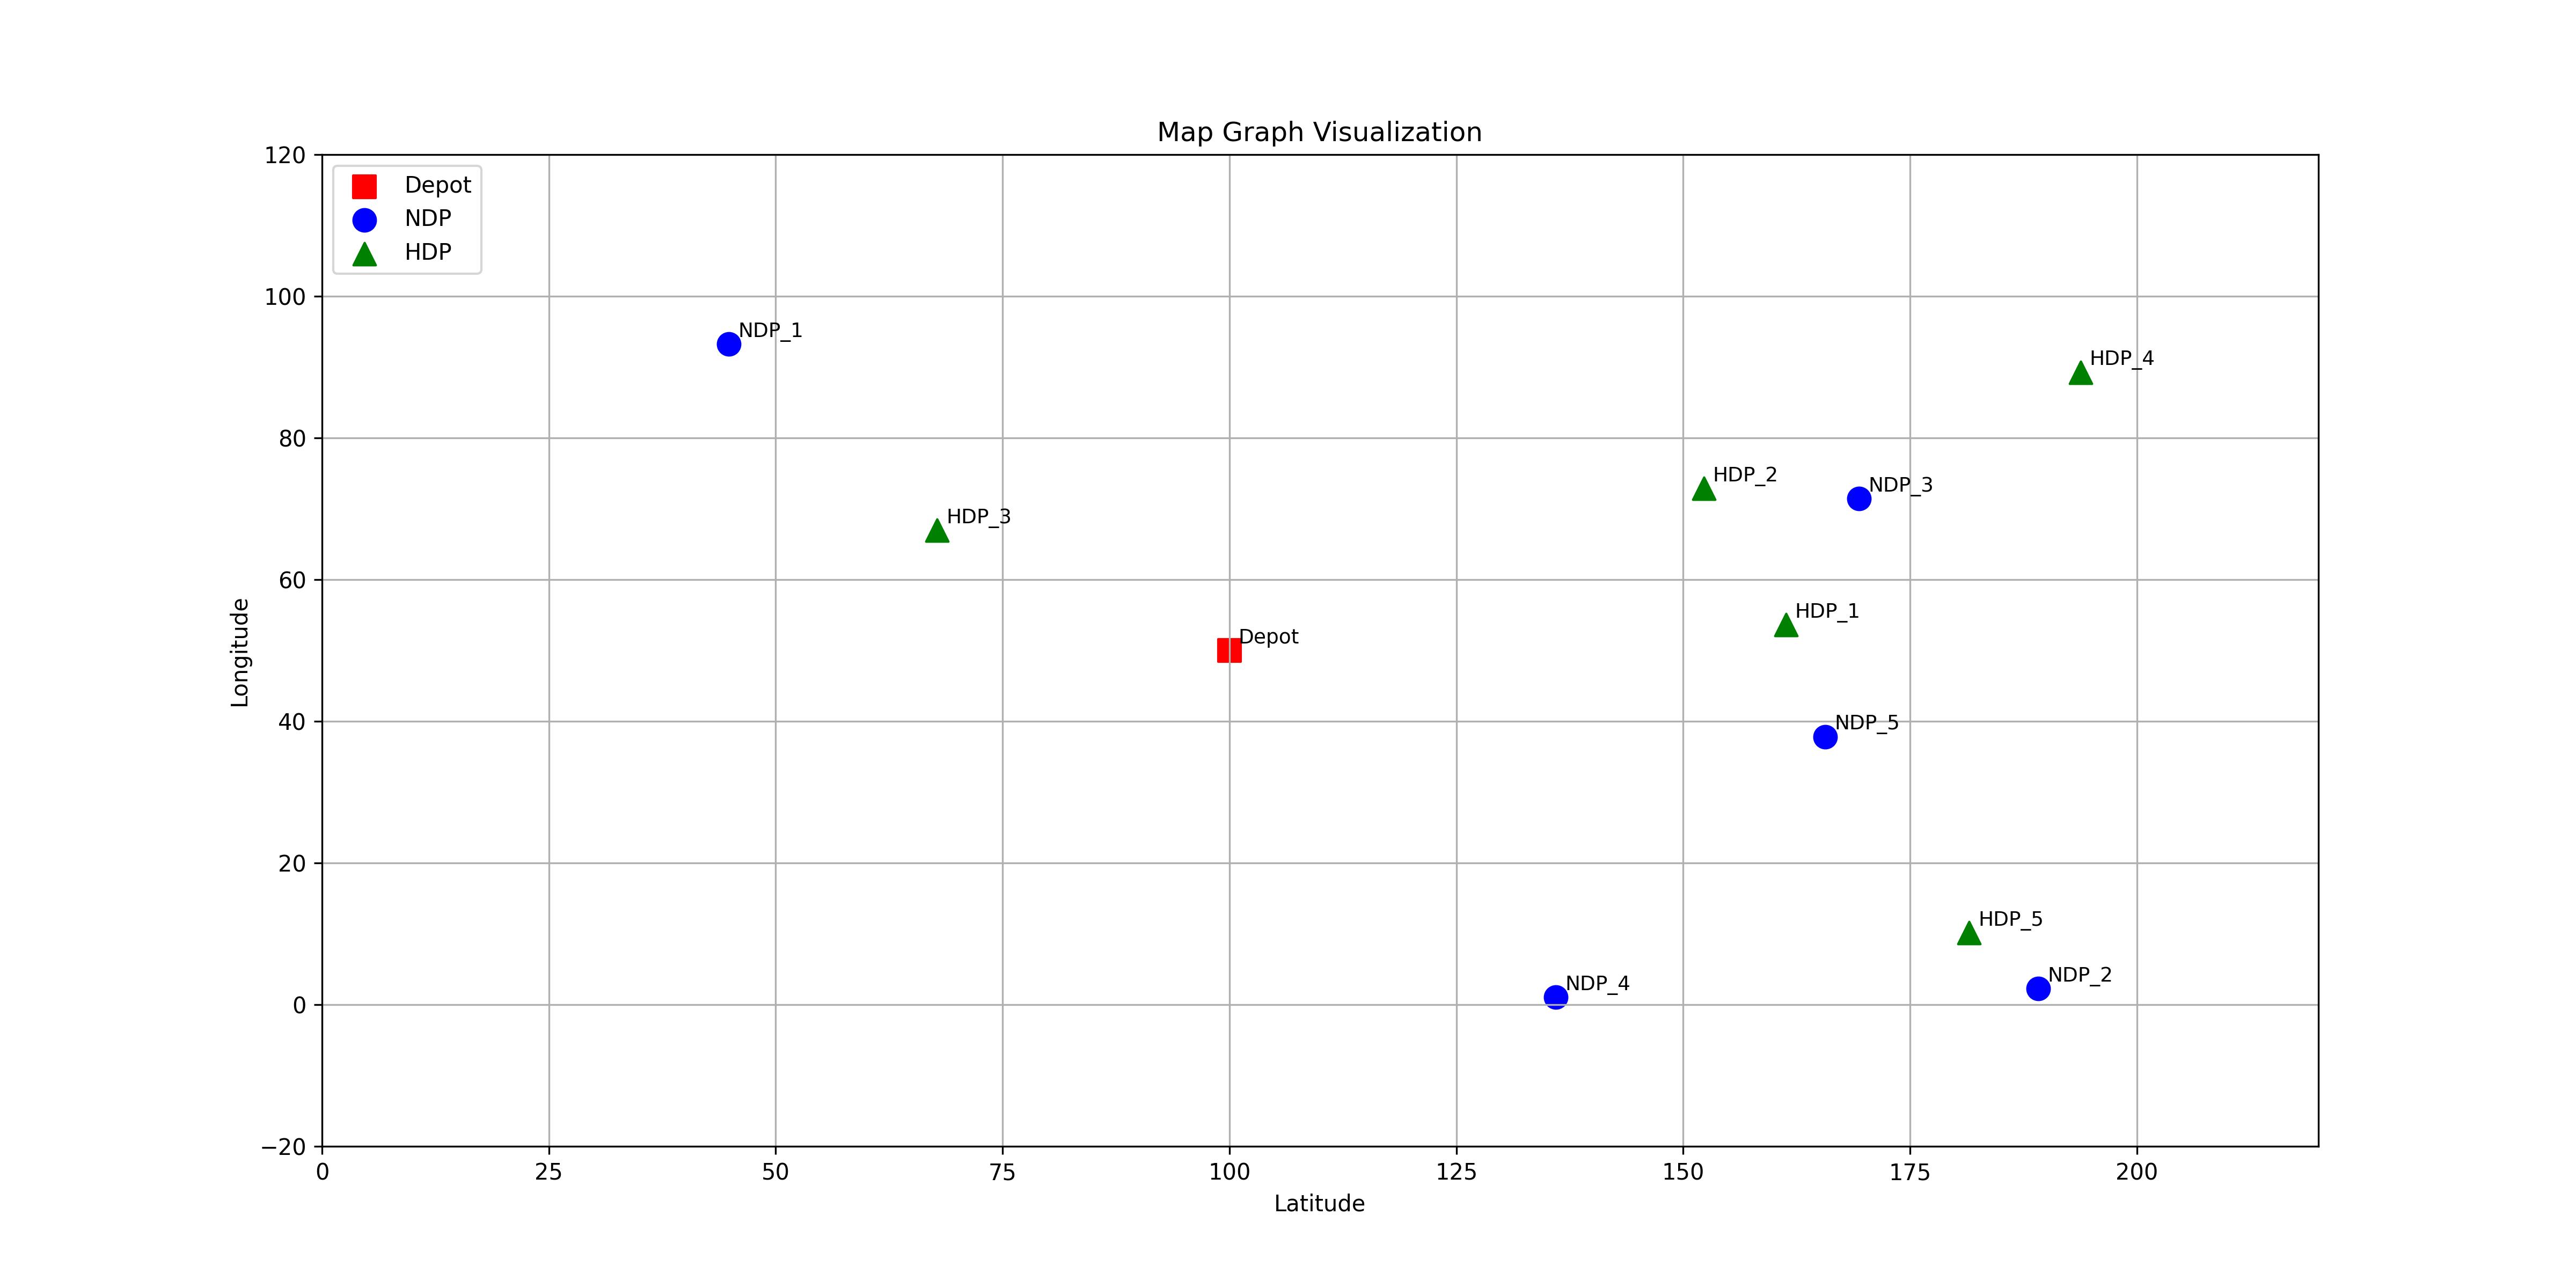 Map Graph Visualization
120
100
80
60
40
20
0
−20
Longitude
Depot
NDP
HDP
NDP_1
HDP_4
HDP_2
NDP_3
HDP_3
HDP_1
Depot
NDP_5
HDP_5
NDP_4
NDP_2
0 25 50 75 100 125 150 175 200
Latitude